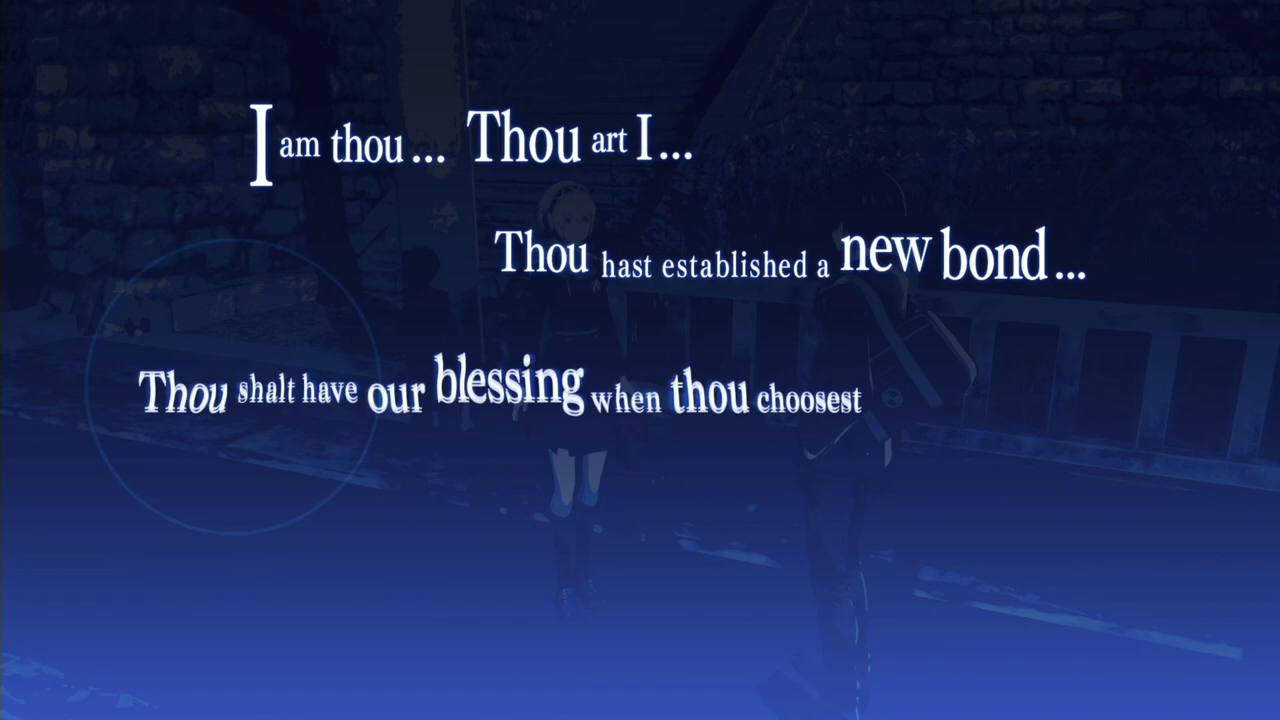 I am thou... Thou art I...
Thou hast established a new bond...
Thou shalt have our blessing when thou choosest